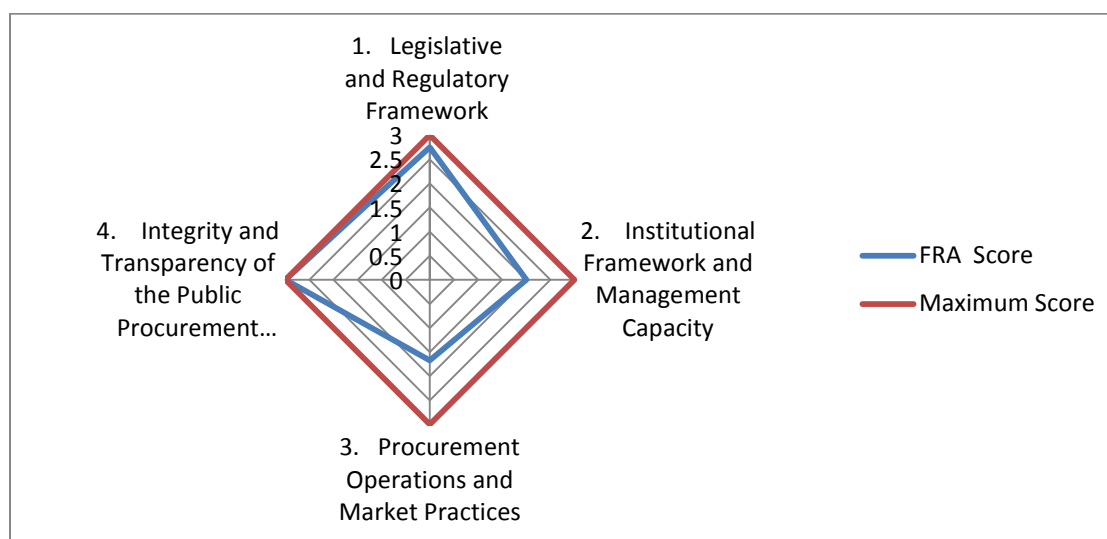 1. Legislative
and Regulatory
Framework
3
2.5
2
1.5
1
0.5
0
2. Institutional
Framework and
Management
Capacity
3. Procurement
Operations and
Market Practices
4. Integrity and
Transparency of
the Public
Procurement...
FRA Score
Maximum Score